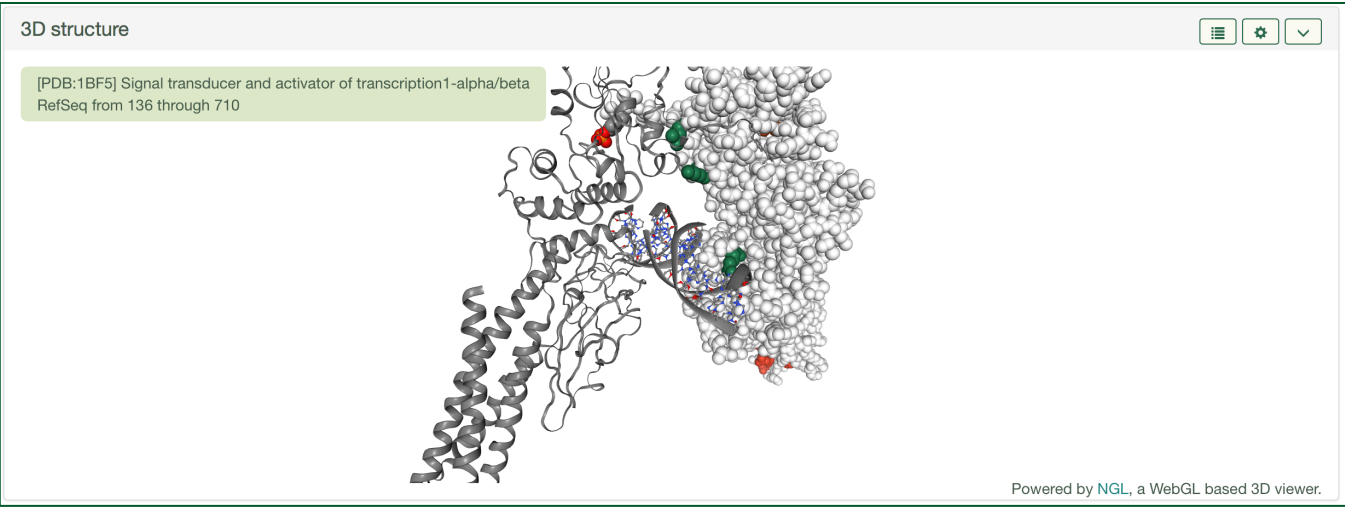 3D structure
[PDB:1BF5] Signal transducer and activator of transcription1-alpha/beta
RefSeq from 136 through 710
Powered by NGL, a WebGL based 3D viewer.